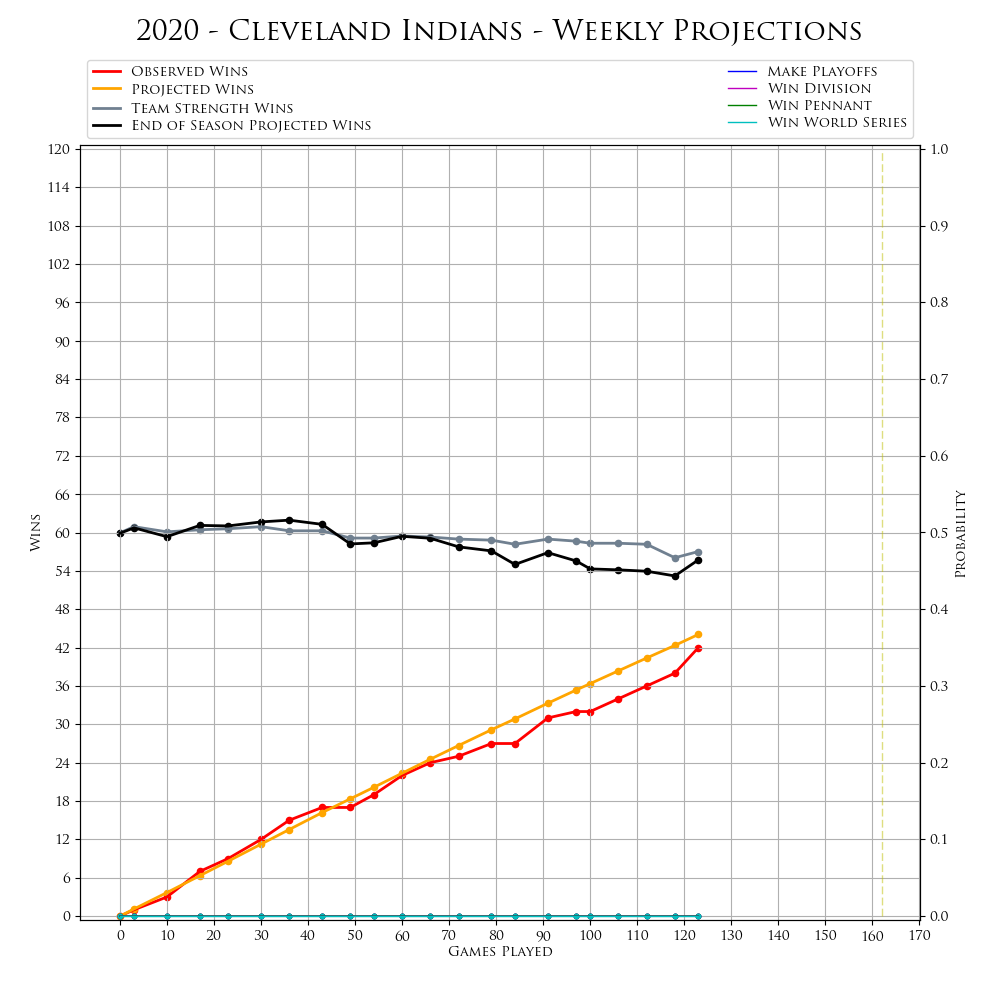 2020 - Cleveland Indians - Weekly Projections
Observed Wins
Projected Wins
Team Strength Wins
End of Season Projected Wins
Make Playoffs
Win Division
Win Pennant
Win World Series
120
114
108
102
96
90
84
78
72
66
60
54
48
42
36
30
24
18
12
6
0
Wins
1.0
0.9
0.8
0.7
0.6
0.5
0.4
0.3
0.2
0.1
0.0
Probability
0 10 20 30 40 50 60 70 80 90 100 110 120 130 140 150 160 170
Games Played